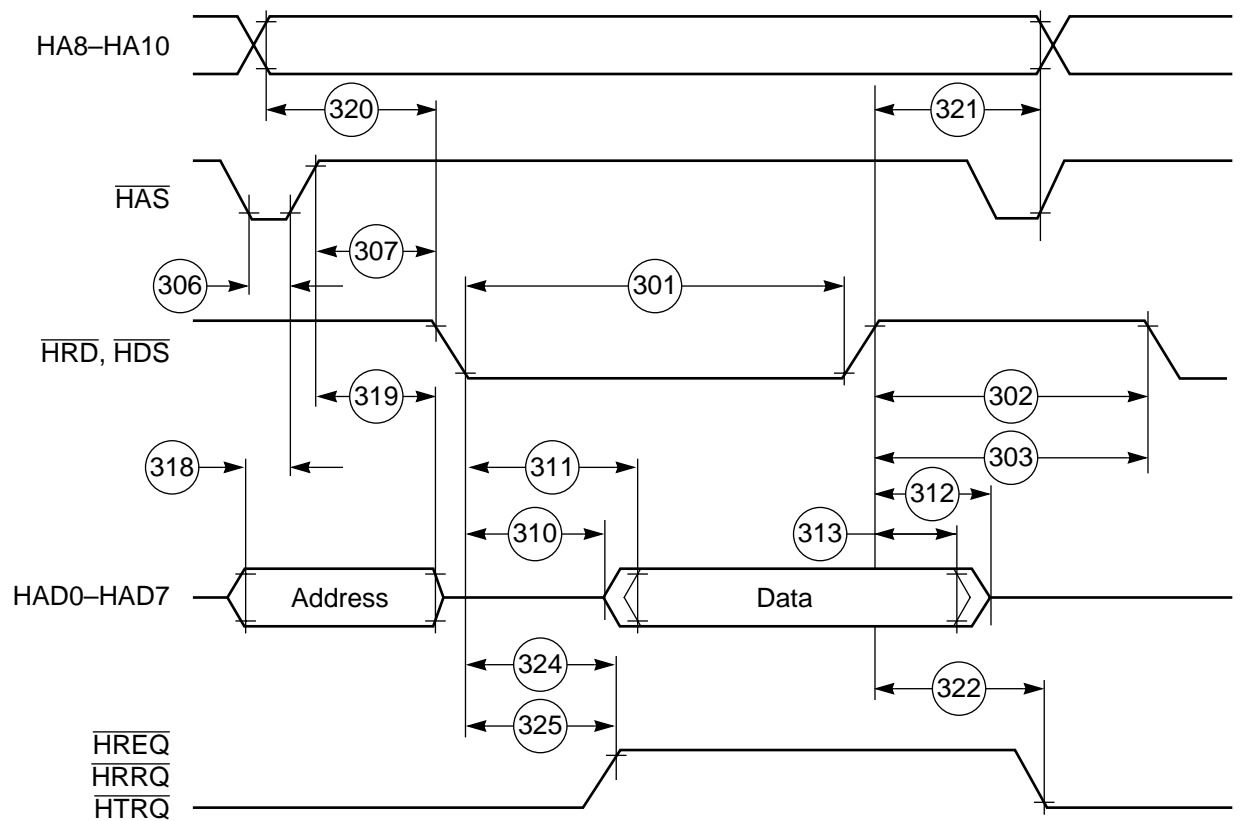 HA8–HA10
320
321
HAS
307
306
301
HRD, HDS
319
302
318
311
303
312
310
313
HAD0–HAD7
Address
Data
324
322
325
HREQ
HRRQ
HTRQ